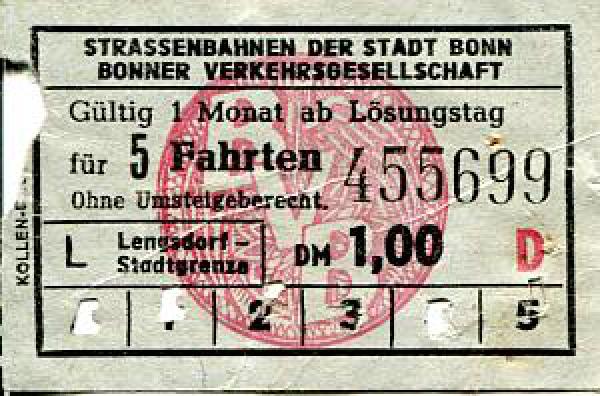 STRASSENBAHNEN DER STADT BONN
BONNER VERKEHRSGESELLSCHAFT
Gültig 1 Monat ab Lösungstag
für 5 Fahrten 455699
Ohne Umsteigeberecht.
L Lengsdorf –
Stadtgrenze
DM 1,00 D
2 3 5